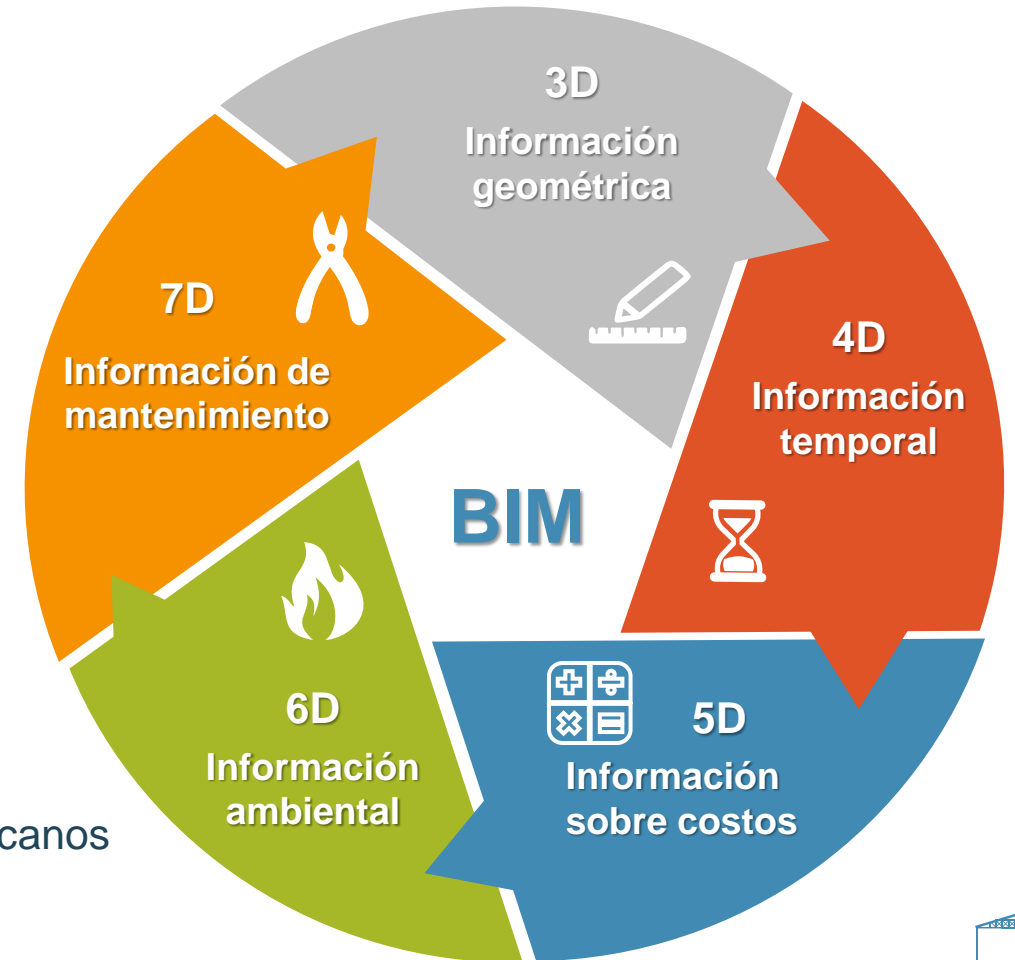 3D
Información
geométrica
7D
Información de
mantenimiento
4D
Información
temporal
BIM
6D
Información
ambiental
5D
Información
sobre costos
canos